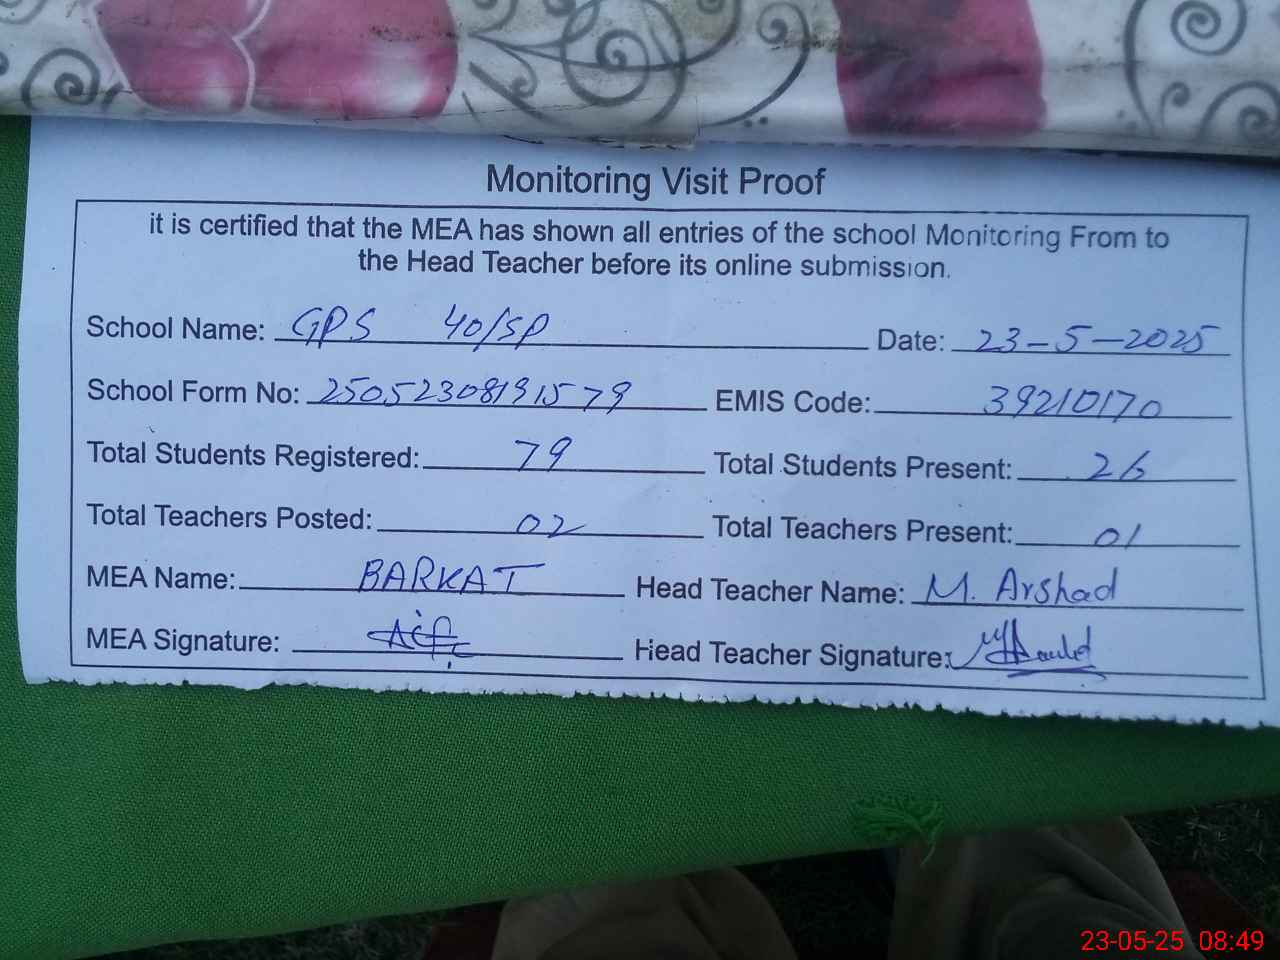 Monitoring Visit Proof
it is certified that the MEA has shown all entries of the school Monitoring From to
the Head Teacher before its online submission.
School Name: GPS 40/SP Date: 23-5-2025
School Form No: 25052308191579 EMIS Code: 39210170
Total Students Registered: 79 Total Students Present: 26
Total Teachers Posted: 02 Total Teachers Present: 01
MEA Name: BARKAT Head Teacher Name: M. Arshad
MEA Signature: Head Teacher Signature:
23-05-25 08:49